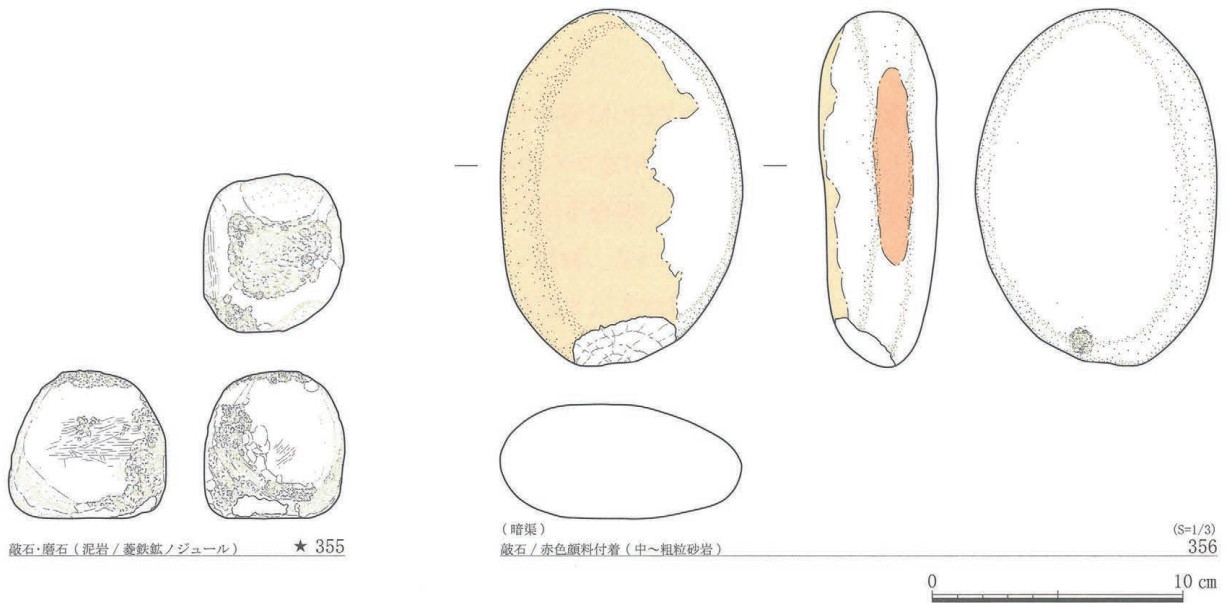 敲石・磨石 ( 泥岩 / 菱鉄鉱ノジュール )　★ 355
( 暗渠 )
敲石 / 赤色顔料付着 ( 中～粗粒砂岩 )
(S=1/3)
356
0　10 cm